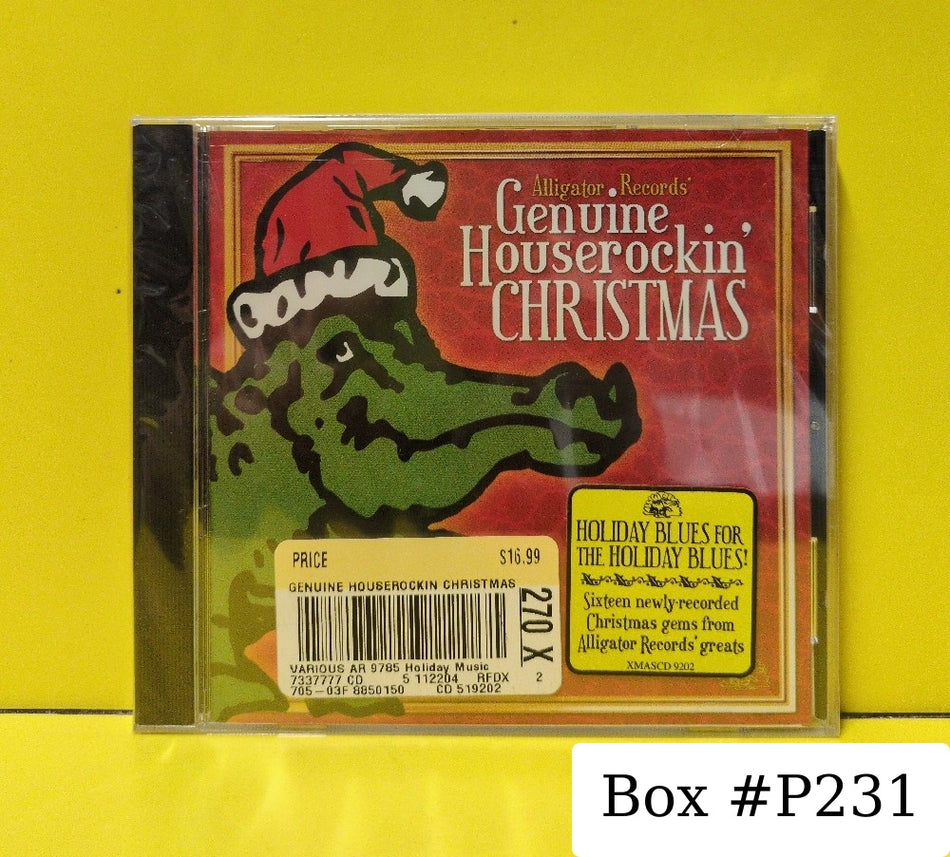 Alligator Records'
Genuine
Houserockin'
CHRISTMAS
PRICE $16.99
GENUINE HOUSEROCKIN CHRISTMAS
270 X
VARIOUS AR 9785 Holiday Music
7337777 CD 5 112204 RFDX 2
705-03F 8850150 CD 519202
HOLIDAY BLUES FOR
THE HOLIDAY BLUES!
Sixteen newly-recorded
Christmas gems from
Alligator Records' greats
XMASCD 9202
Box #P231